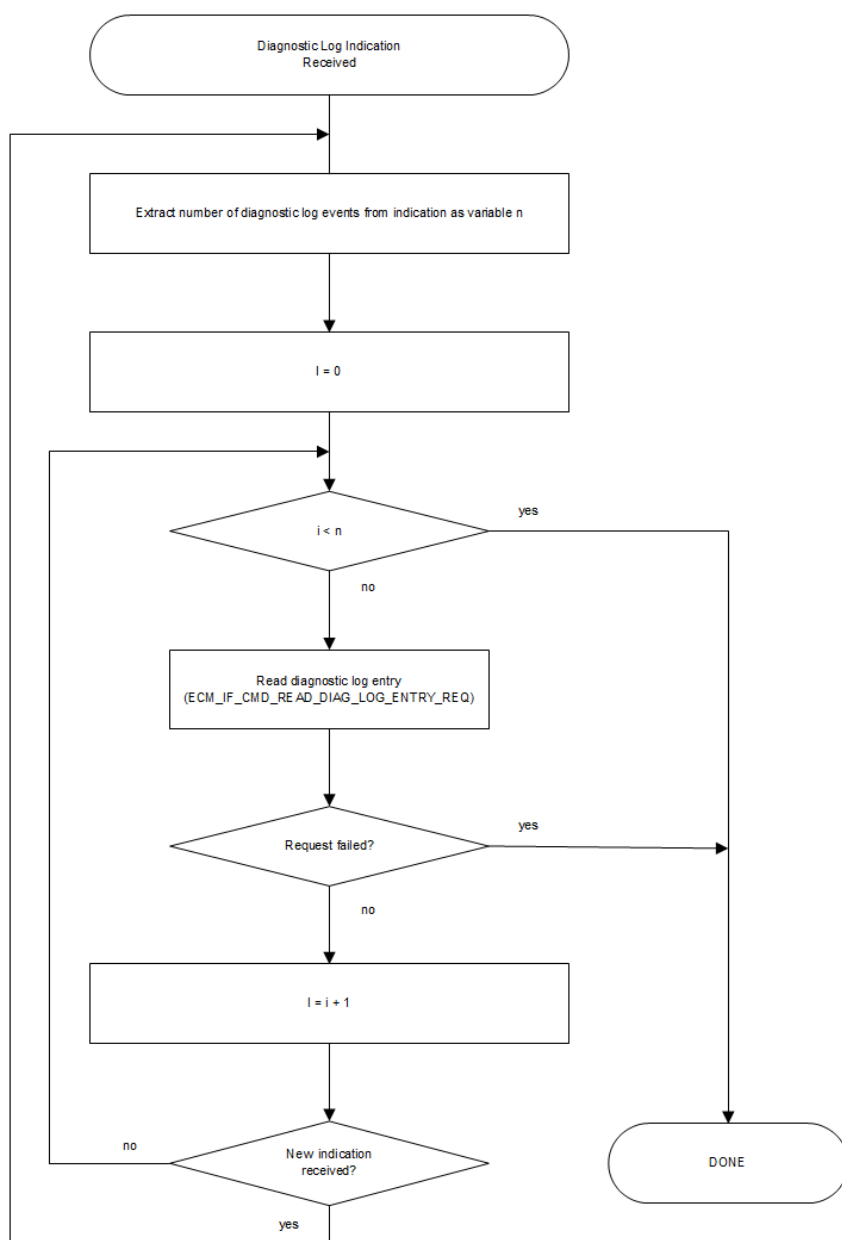 Diagnostic Log Indication
Received
Extract number of diagnostic log events from indication as variable n
I = 0
i < n
yes
no
Read diagnostic log entry
(ECM_IF_CMD_READ_DIAG_LOG_ENTRY_REQ)
Request failed?
yes
no
I = i + 1
New indication
received?
no
yes
DONE